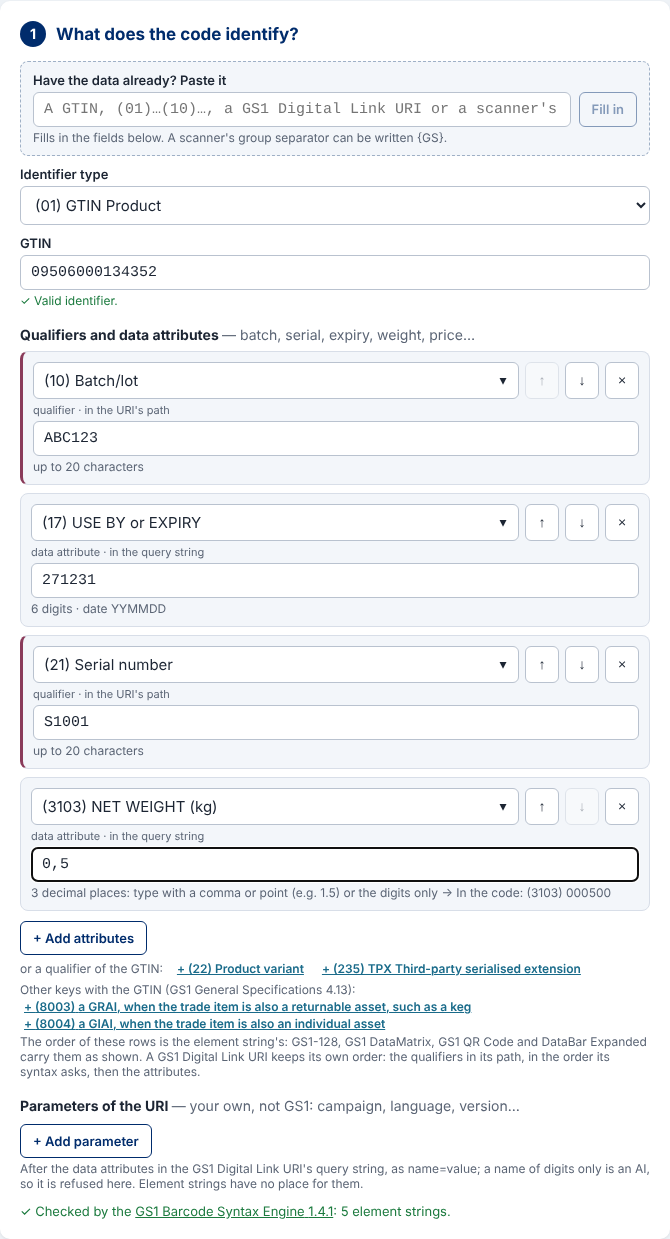 1 What does the code identify?
Have the data already? Paste it
A GTIN, (01)…(10)…, a GS1 Digital Link URI or a scanner's
Fill in
Fills in the fields below. A scanner's group separator can be written {GS}.
Identifier type
(01) GTIN Product
GTIN
09506000134352
✓ Valid identifier.
Qualifiers and data attributes — batch, serial, expiry, weight, price…
(10) Batch/lot ▼ ↑ ↓ ×
qualifier · in the URI's path
ABC123
up to 20 characters
(17) USE BY or EXPIRY ▼ ↑ ↓ ×
data attribute · in the query string
271231
6 digits · date YYMMDD
(21) Serial number ▼ ↑ ↓ ×
qualifier · in the URI's path
S1001
up to 20 characters
(3103) NET WEIGHT (kg) ▼ ↑ ↓ ×
data attribute · in the query string
0,5
3 decimal places: type with a comma or point (e.g. 1.5) or the digits only → In the code: (3103) 000500
+ Add attributes
or a qualifier of the GTIN: + (22) Product variant + (235) TPX Third-party serialised extension
Other keys with the GTIN (GS1 General Specifications 4.13):
+ (8003) a GRAI, when the trade item is also a returnable asset, such as a keg
+ (8004) a GIAI, when the trade item is also an individual asset
The order of these rows is the element string's: GS1-128, GS1 DataMatrix, GS1 QR Code and DataBar Expanded
carry them as shown. A GS1 Digital Link URI keeps its own order: the qualifiers in its path, in the order its
syntax asks, then the attributes.
Parameters of the URI — your own, not GS1: campaign, language, version…
+ Add parameter
After the data attributes in the GS1 Digital Link URI's query string, as name=value; a name of digits only is an AI,
so it is refused here. Element strings have no place for them.
✓ Checked by the GS1 Barcode Syntax Engine 1.4.1: 5 element strings.